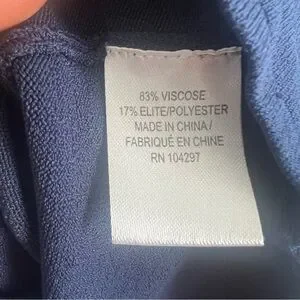 83% VISCOSE
17% ELITE/POLYESTER
MADE IN CHINA/
FABRIQUÉ EN CHINE
RN 104297